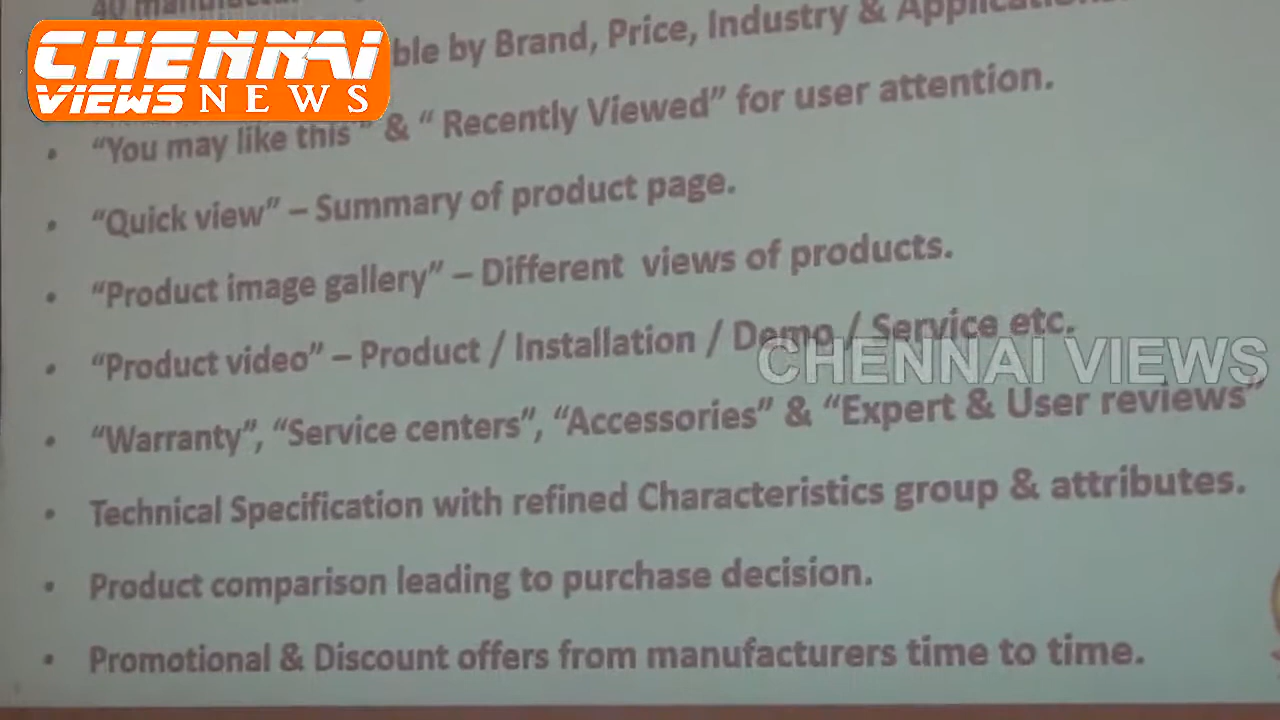 40 manufactur
CHENNAI
VIEWS NEWS
ble by Brand, Price, Industry & Applications.
• “You may like this ” & “ Recently Viewed” for user attention.
• “Quick view” – Summary of product page.
• “Product image gallery” – Different views of products.
• “Product video” – Product / Installation / Demo / Service etc.
CHENNAI VIEWS
• “Warranty”, “Service centers”, “Accessories” & “Expert & User reviews”
• Technical Specification with refined Characteristics group & attributes.
• Product comparison leading to purchase decision.
• Promotional & Discount offers from manufacturers time to time.